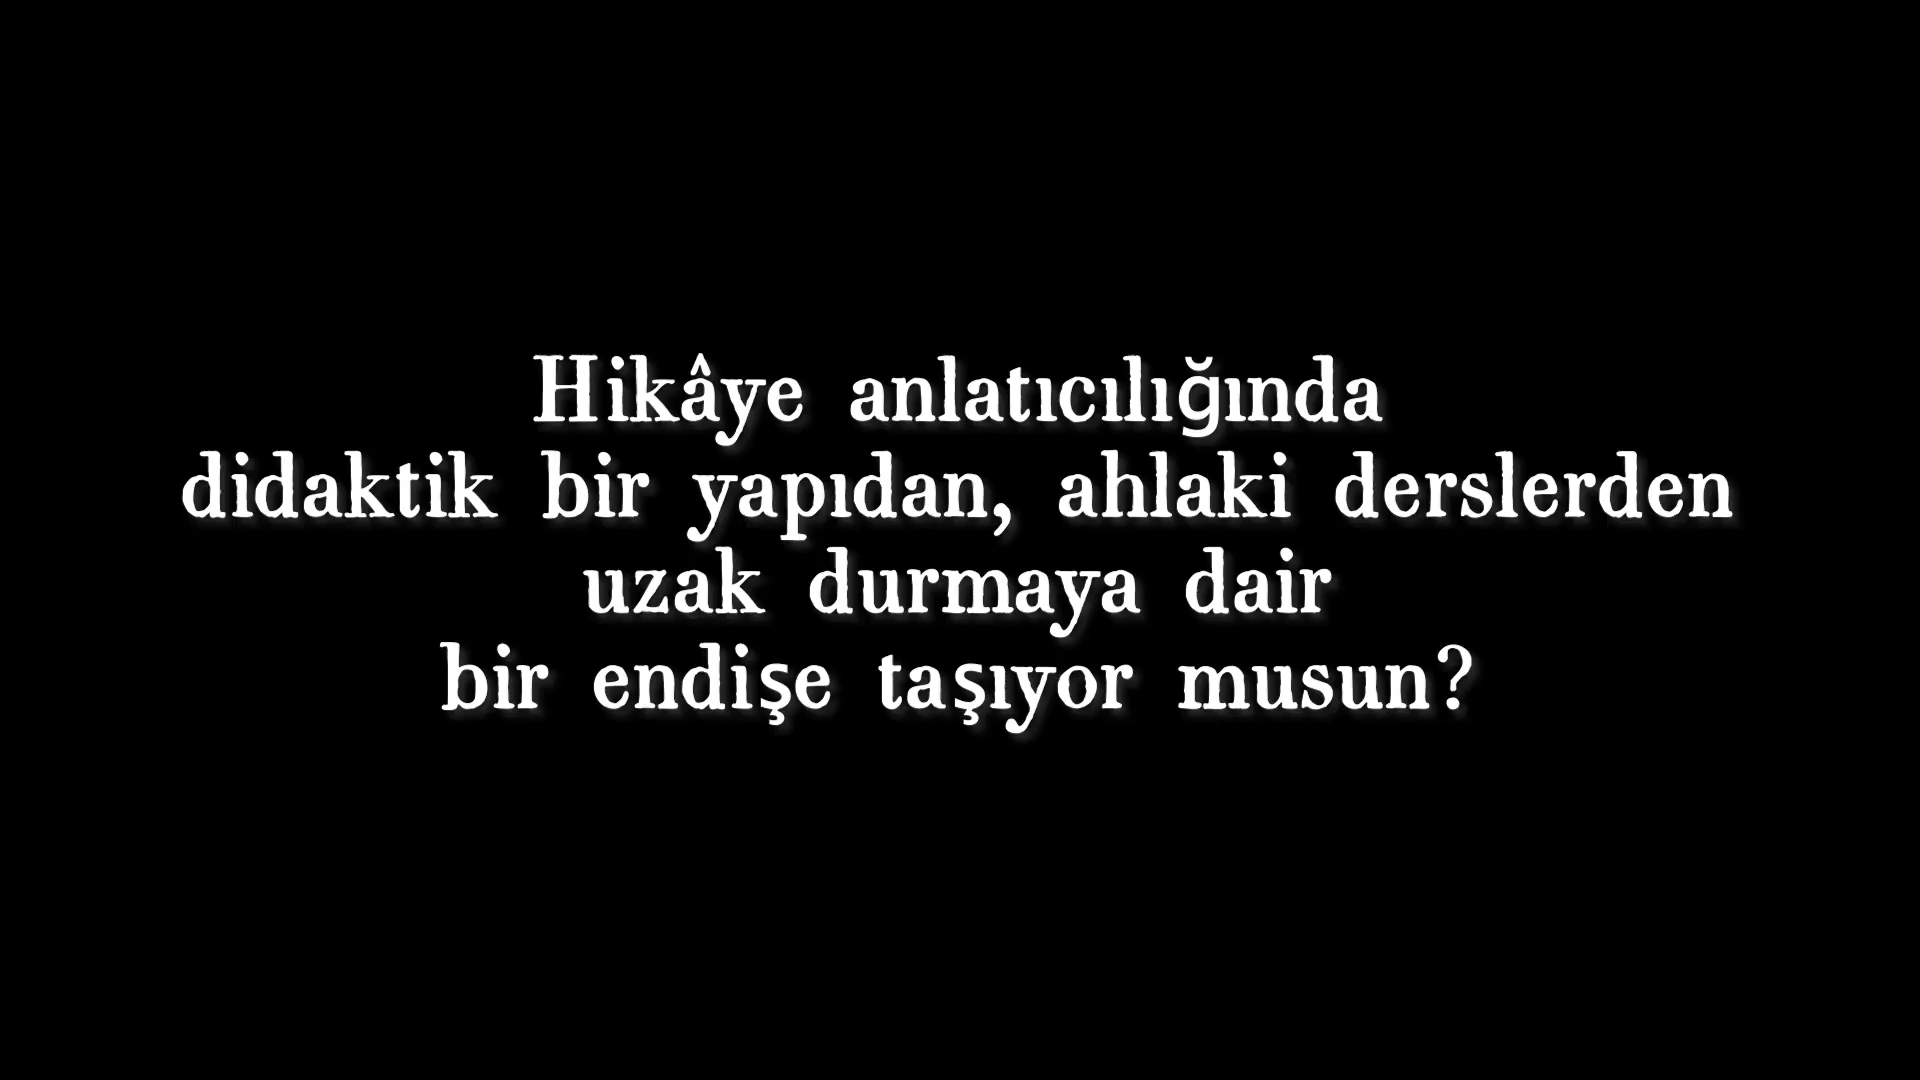 Hikâye anlatıcılığında
didaktik bir yapıdan, ahlaki derslerden
uzak durmaya dair
bir endişe taşıyor musun?